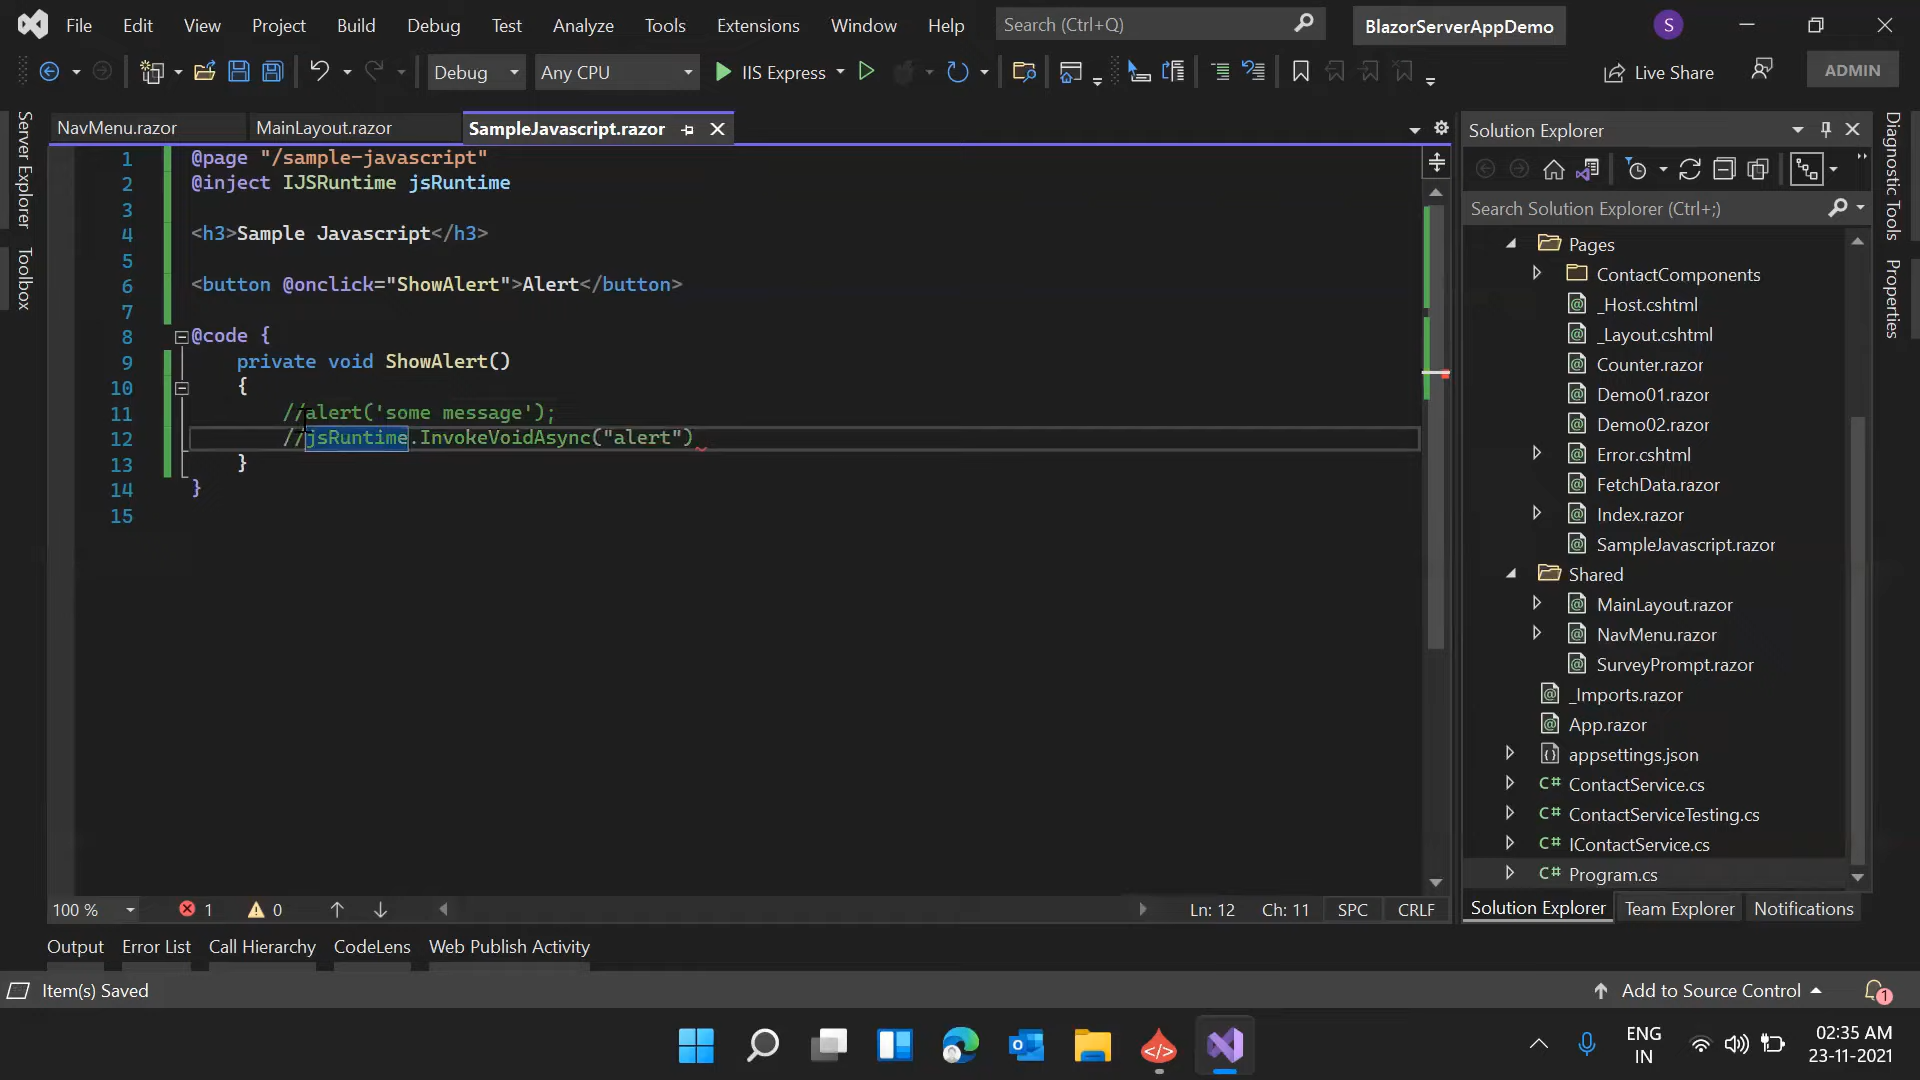 File Edit View Project Build Debug Test Analyze Tools Extensions Window Help Search (Ctrl+Q) BlazorServerAppDemo S
Debug Any CPU IIS Express Live Share ADMIN
Server Explorer
Toolbox
NavMenu.razor MainLayout.razor SampleJavascript.razor
1 @page "/sample-javascript"
2 @inject IJSRuntime jsRuntime
3
4 <h3>Sample Javascript</h3>
5
6 <button @onclick="ShowAlert">Alert</button>
7
8 @code {
9 private void ShowAlert()
10 {
11 //alert('some message');
12 //jsRuntime.InvokeVoidAsync("alert")
13 }
14 }
15
100 % 1 0 Ln: 12 Ch: 11 SPC CRLF
Solution Explorer
Search Solution Explorer (Ctrl+;)
Pages
ContactComponents
_Host.cshtml
_Layout.cshtml
Counter.razor
Demo01.razor
Demo02.razor
Error.cshtml
FetchData.razor
Index.razor
SampleJavascript.razor
Shared
MainLayout.razor
NavMenu.razor
SurveyPrompt.razor
_Imports.razor
App.razor
appsettings.json
C# ContactService.cs
C# ContactServiceTesting.cs
C# IContactService.cs
C# Program.cs
Solution Explorer Team Explorer Notifications
Diagnostic Tools
Properties
Output Error List Call Hierarchy CodeLens Web Publish Activity
Item(s) Saved Add to Source Control 1
ENG
IN
02:35 AM
23-11-2021